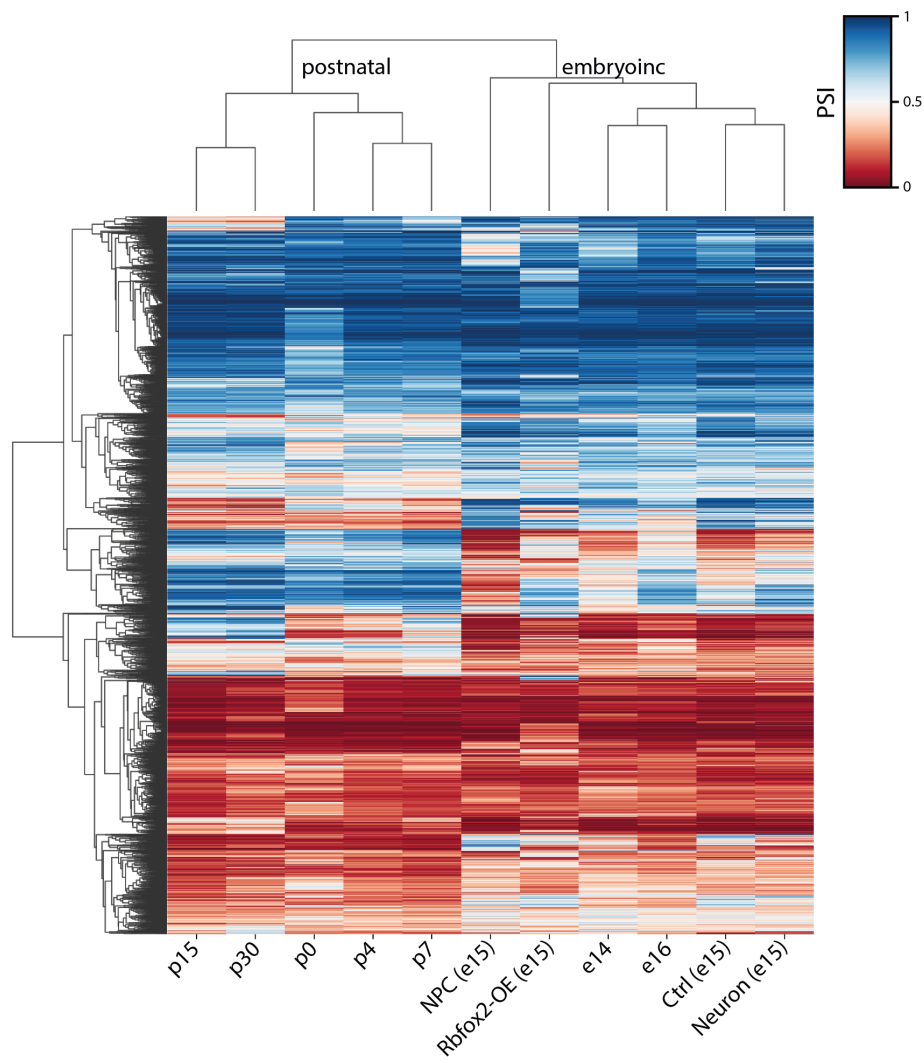 1
postnatal
embryoinc
PSI
0.5
0
p15
p30
p0
p4
p7
NPC (e15)
Rbfox2-OE (e15)
e14
e16
Ctrl (e15)
Neuron (e15)